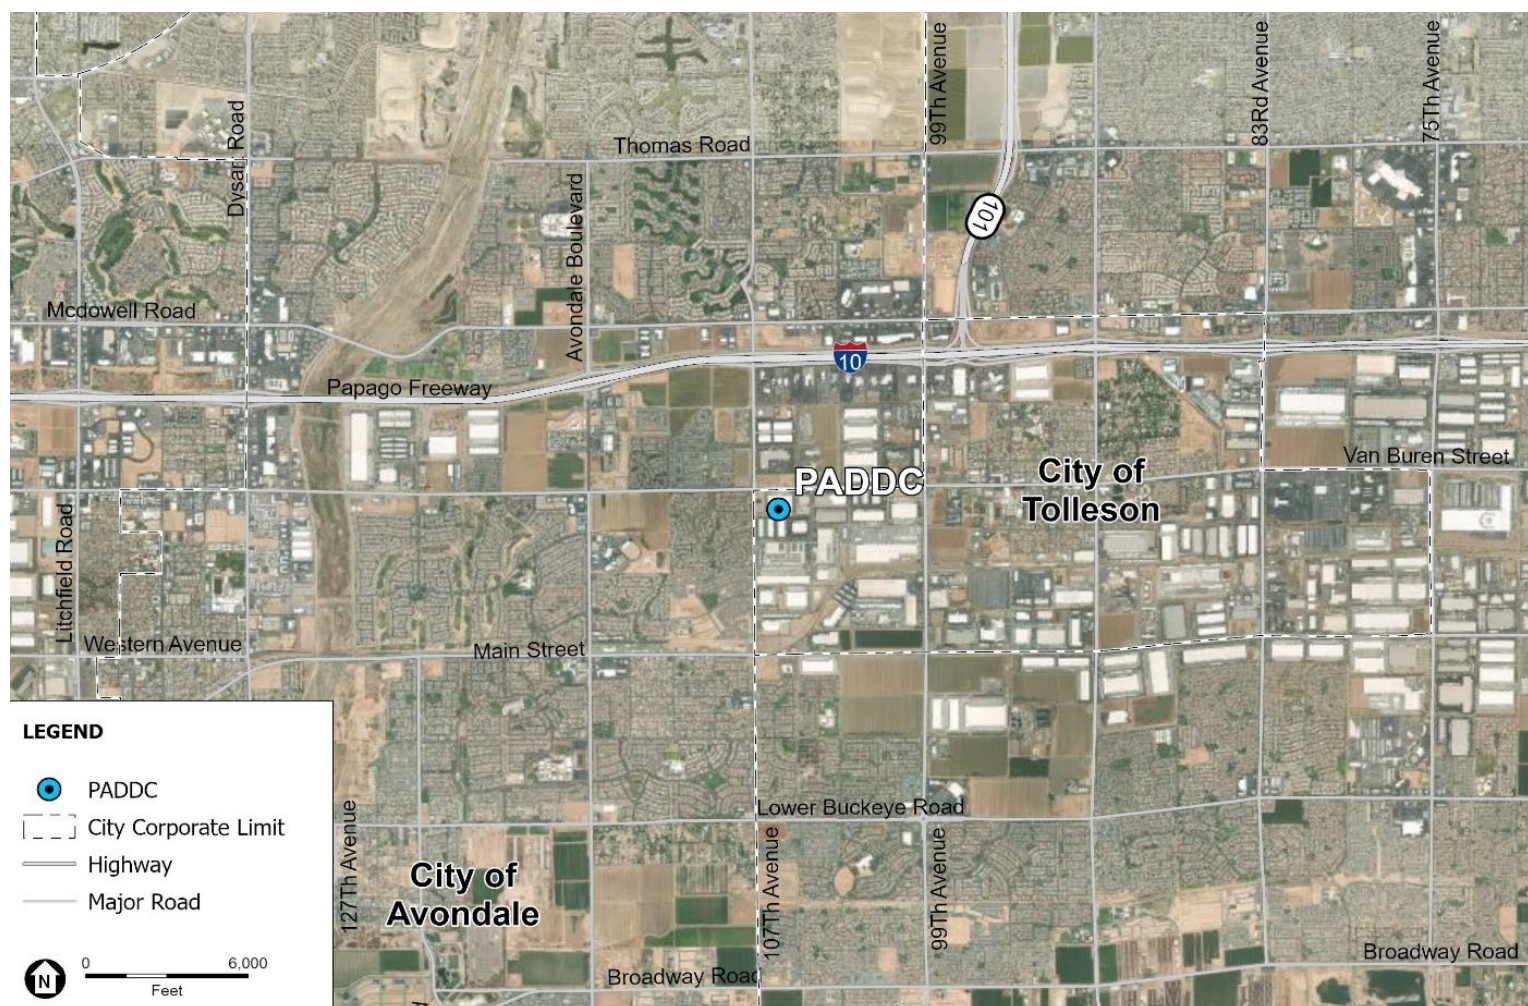 99Th Avenue
83Rd Avenue
75Th Avenue
Thomas Road
Dysart Road
Avondale Boulevard
101
Mcdowell Road
10
Papago Freeway
Van Buren Street
PADDC
City of
Tolleson
Litchfield Road
Western Avenue
Main Street
LEGEND
PADDC
City Corporate Limit
Highway
Major Road
N
0
6,000
Feet
127Th Avenue
City of
Avondale
Lower Buckeye Road
107Th Avenue
99Th Avenue
Broadway Road
Broadway Road